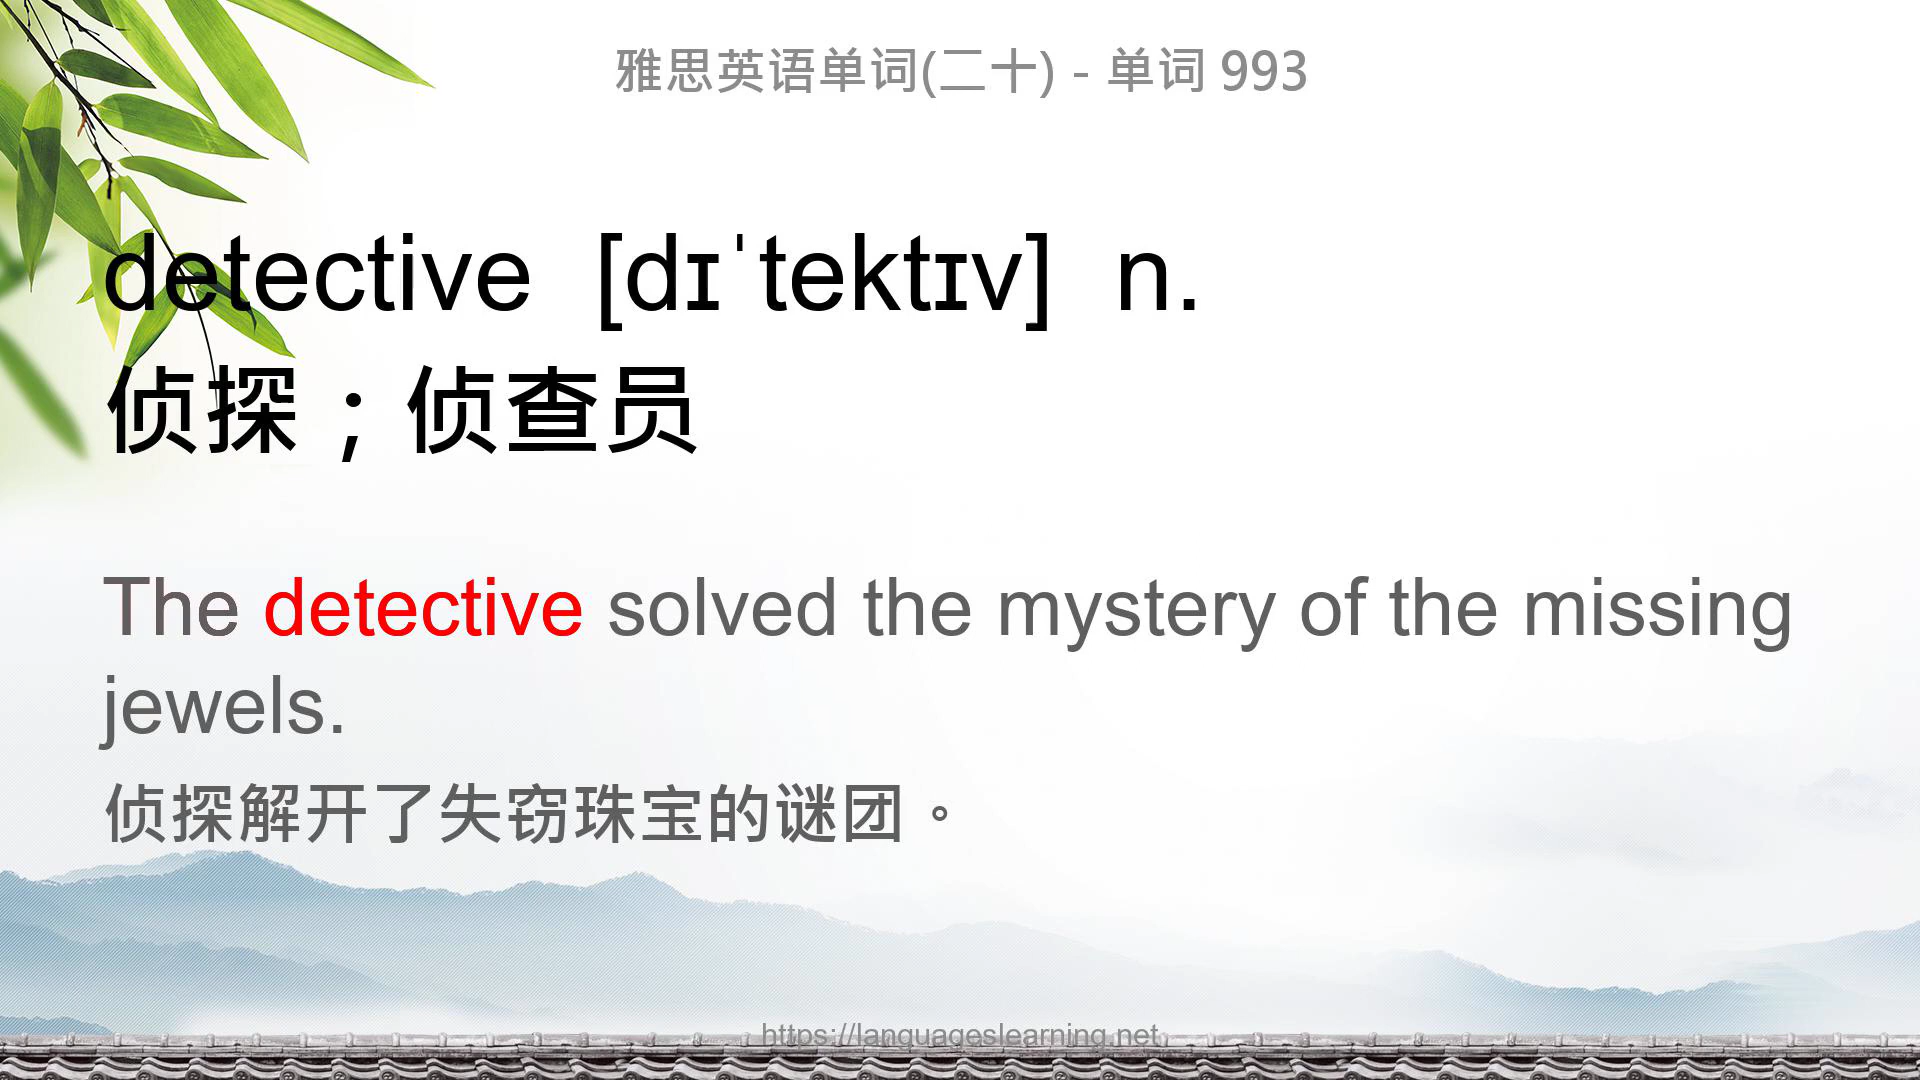 雅思英语单词(二十) - 单词 993
detective [dɪˈtektɪv] n.
侦探；侦查员
The detective solved the mystery of the missing
jewels.
侦探解开了失窃珠宝的谜团。
https://languageslearning.net